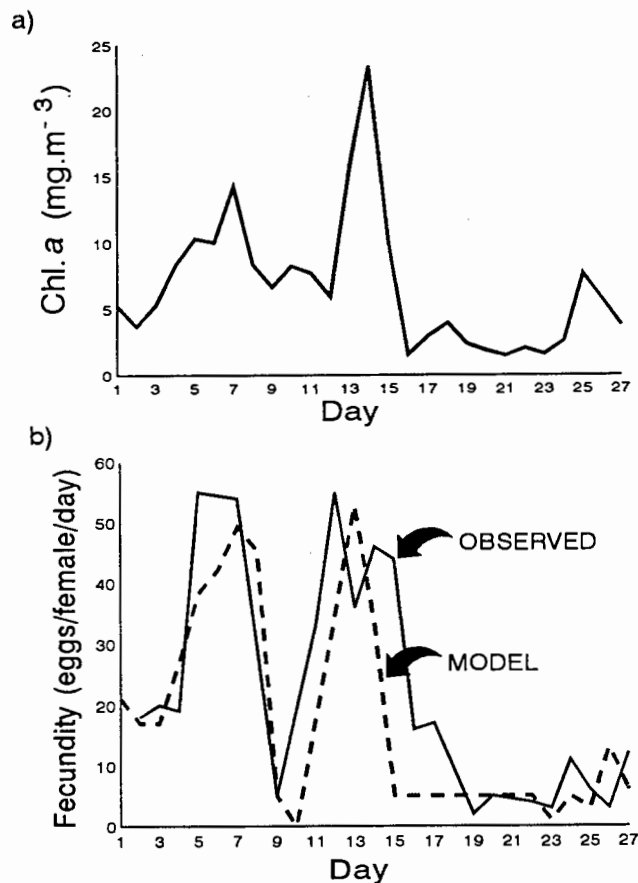 a)
Chl. a (mg.m-3)
25
20
15
10
5
0
1 3 5 7 9 11 13 15 17 19 21 23 25 27
Day
b)
Fecundity (eggs/female/day)
60
50
40
30
20
10
0
OBSERVED
MODEL
1 3 5 7 9 11 13 15 17 19 21 23 25 27
Day